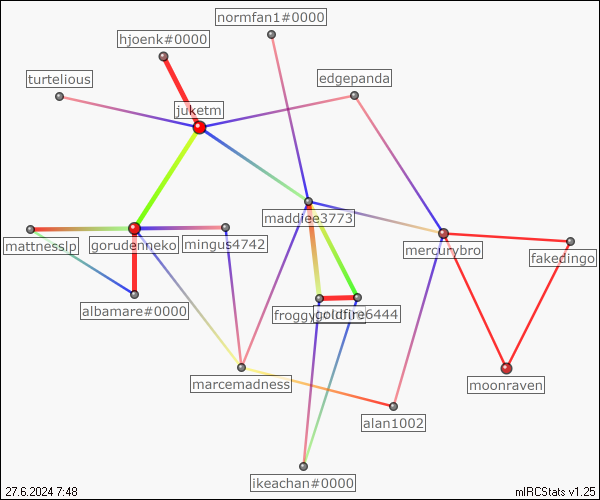 normfan1#0000
hjoenk#0000
turtelious
edgepanda
juketm
maddiee3773
mattnesslp
gorudenneko
mingus4742
mercurybro
fakedingo
albamare#0000
goldfire6444
marcemadness
moonraven
alan1002
ikeachan#0000
27.6.2024 7:48
mIRCStats v1.25